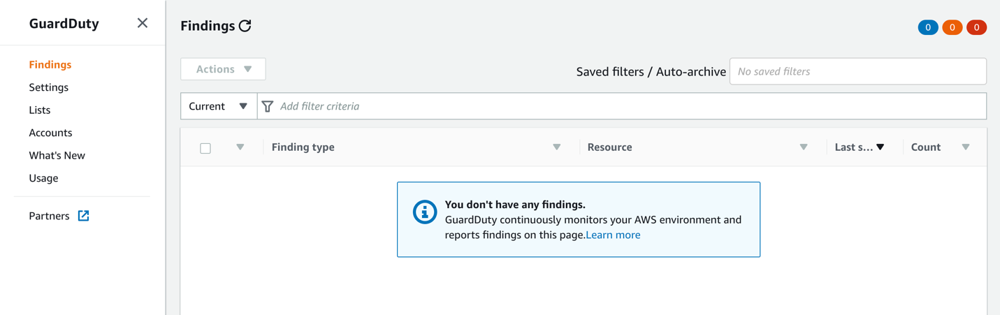 GuardDuty
Findings
Settings
Lists
Accounts
What's New
Usage
Partners
Findings
0 0 0
Actions
Saved filters / Auto-archive No saved filters
Current Add filter criteria
Finding type Resource Last s... Count
You don't have any findings.
GuardDuty continuously monitors your AWS environment and
reports findings on this page.Learn more